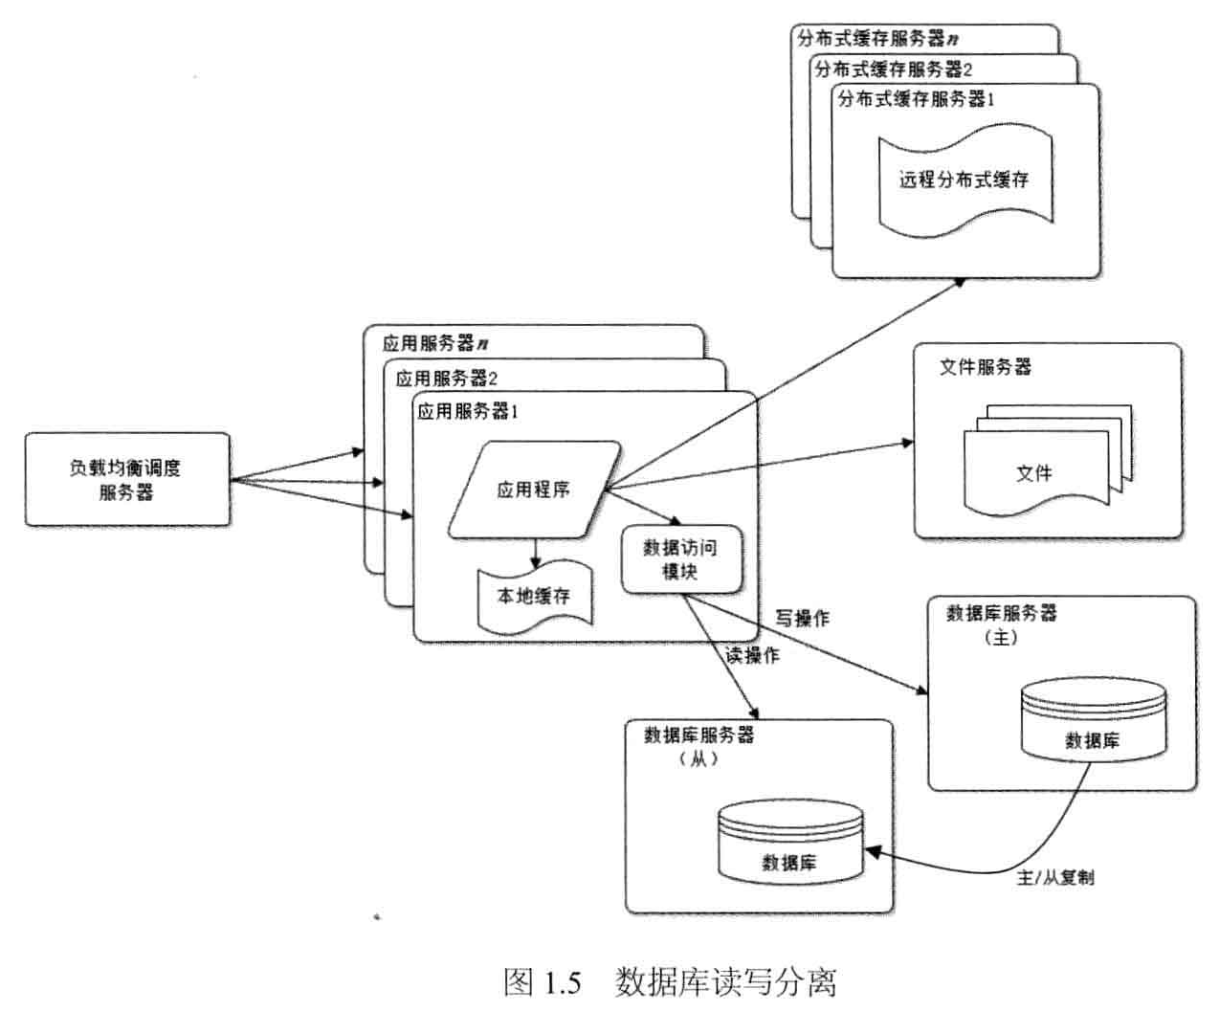 分布式缓存服务器n
分布式缓存服务器2
分布式缓存服务器1
远程分布式缓存
应用服务器n
应用服务器2
应用服务器1
文件服务器
负载均衡调度
服务器
应用程序
文件
数据访问
模块
本地缓存
写操作
读操作
数据库服务器
(主)
数据库
数据库服务器
(从)
数据库
主/从复制
图 1.5 数据库读写分离